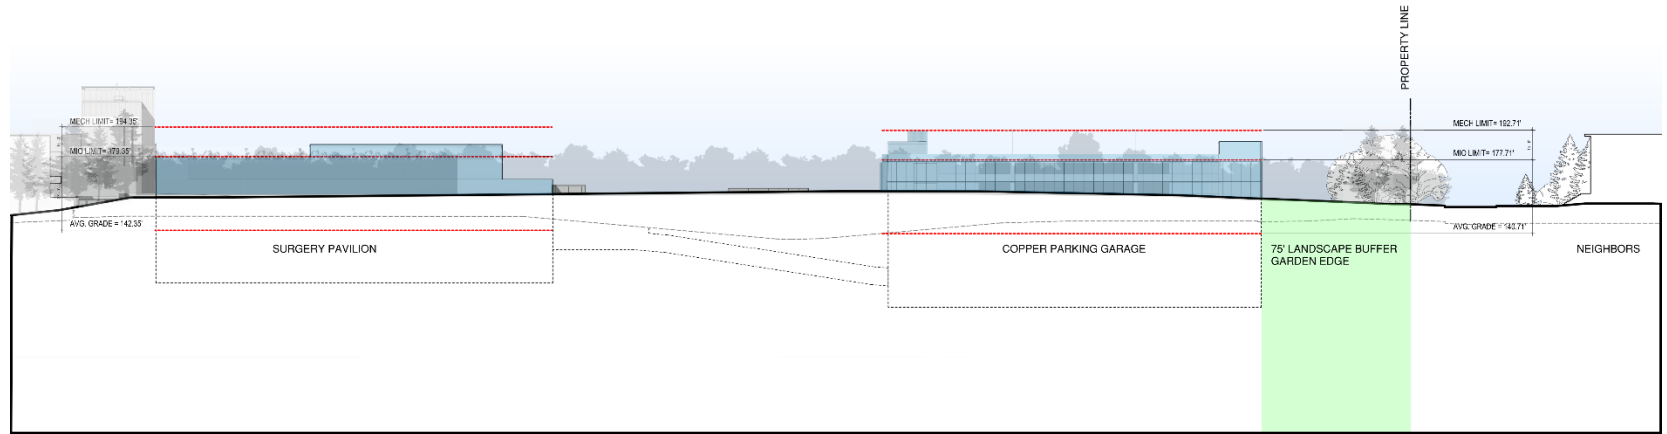 PROPERTY LINE
MECH LIMIT= 194.35'
MIO LIMIT= 179.35'
AVG. GRADE = 142.35'
SURGERY PAVILION
COPPER PARKING GARAGE
75' LANDSCAPE BUFFER
GARDEN EDGE
MECH LIMIT= 192.71'
MIO LIMIT= 177.71'
AVG. GRADE = 140.71'
NEIGHBORS